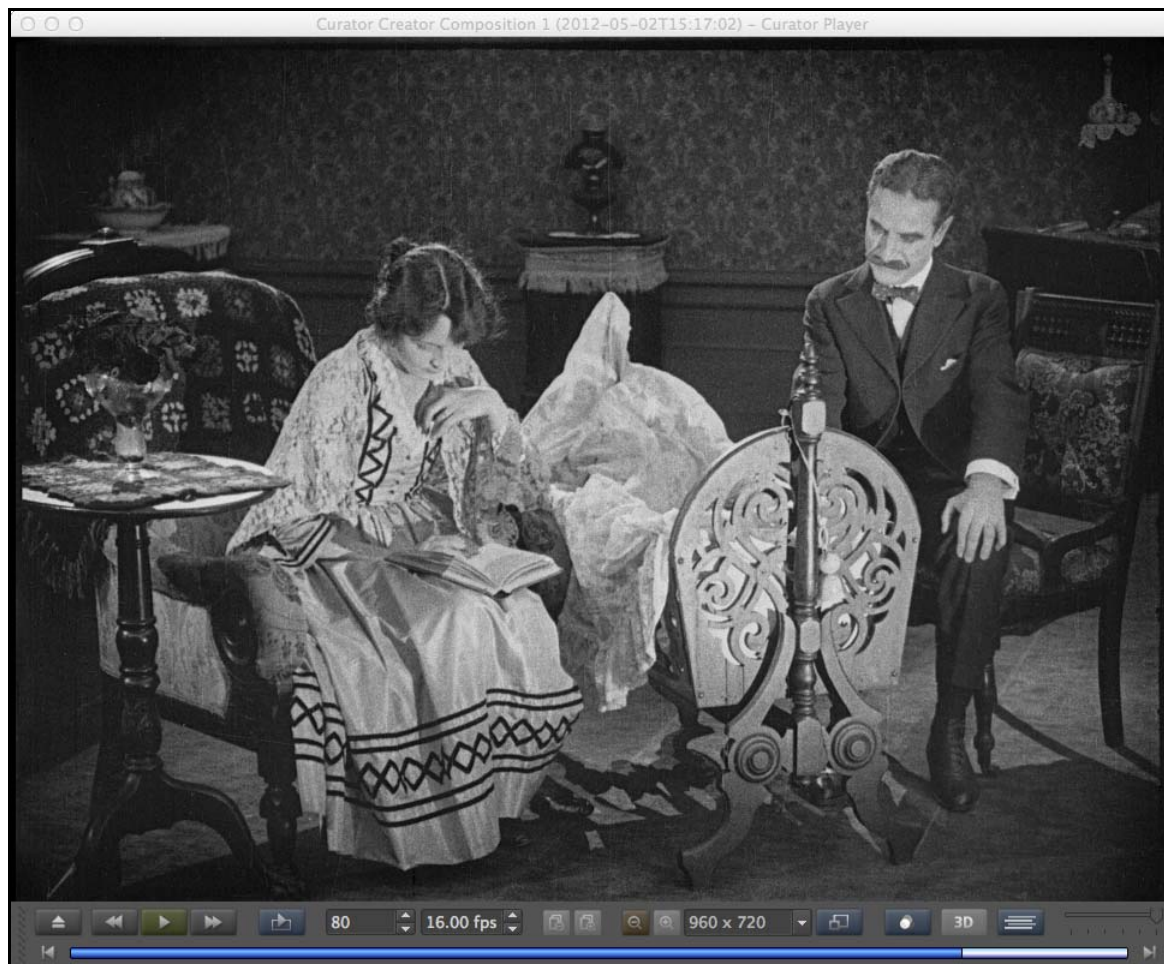 Curator Creator Composition 1 (2012-05-02T15:17:02) – Curator Player
80 16.00 fps 960 x 720 3D